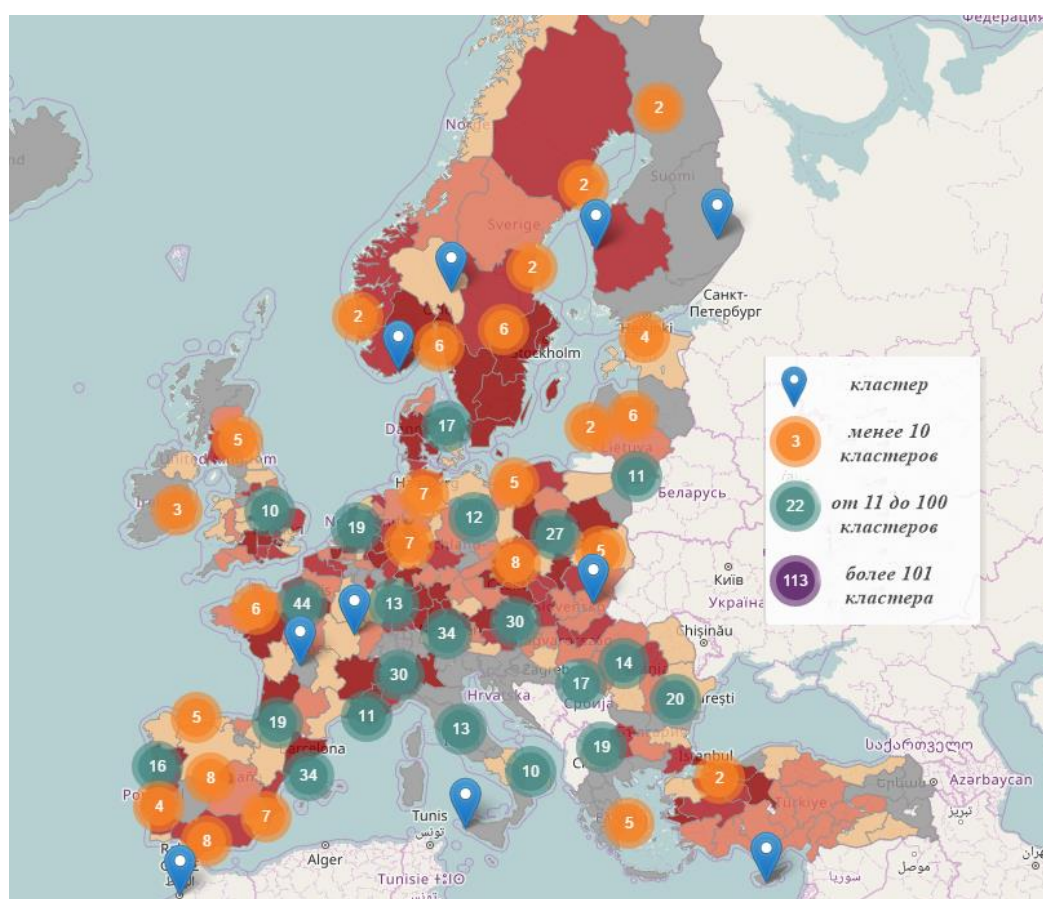 Федерация
Suomi
Sverige
Санкт-
Петербург
Stockholm
Lietuva
Беларусь
United Kingdom
Київ
Україна
Chişinău
Zagreb
Hrvatska
Србија
Barcelona
Istanbul
Türkiye
საქართველო
Azərbaycan
تبریز
Tunis
تونس
Alger
Tunisie
سوريا
موصل
2
2
2
2
6
6
4
2
6
17
5
3
10
11
5
7
12
19
7
27
5
8
6
44
13
34
30
30
14
17
20
11
13
19
5
19
16
8
34
10
2
4
7
8
5
кластер
3
менее 10
кластеров
22
от 11 до 100
кластеров
113
более 101
кластера